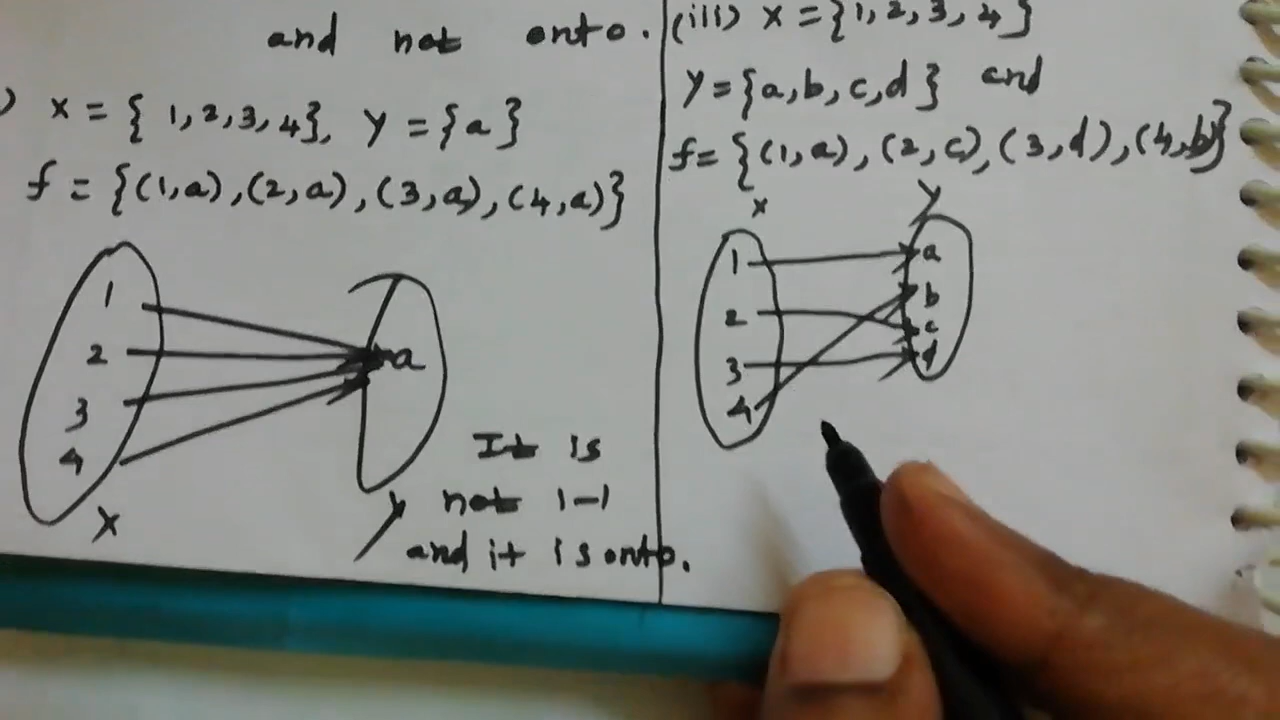 and not onto.
) X = { 1, 2, 3, 4}, Y = {a}
f = {(1, a), (2, a), (3, a), (4, a)}
1
2
3
4
X
a
Y
It is
not 1-1
and it is onto.
(iii) X = {1, 2, 3, 4}
Y = {a, b, c, d} and
f = {(1, a), (2, c), (3, d), (4, b)}
X Y
1 a
2 b
3 c
4 d